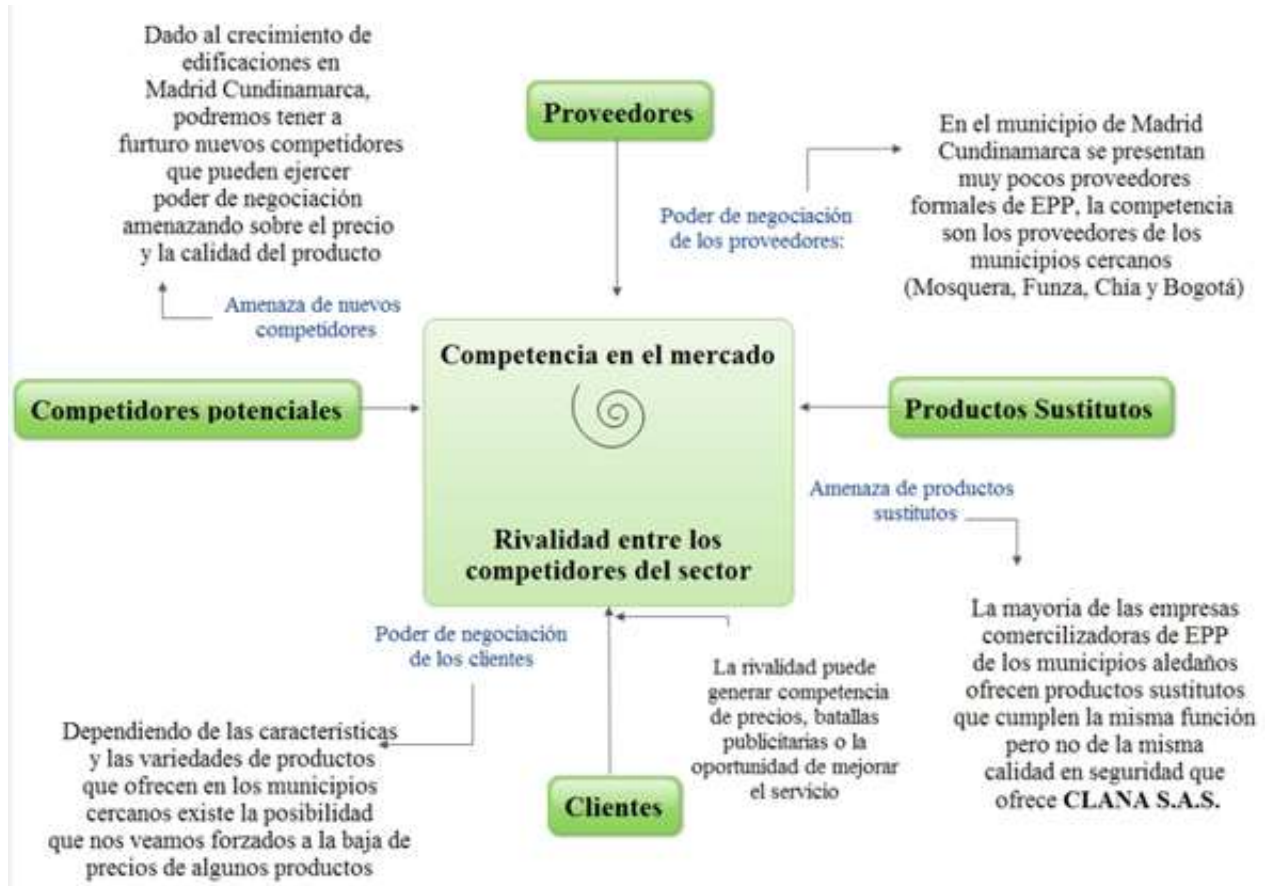 Dado al crecimiento de
edificaciones en
Madrid Cundinamarca,
podremos tener a
furturo nuevos competidores
que pueden ejercer
poder de negociación
amenazando sobre el precio
y la calidad del producto
Amenaza de nuevos
competidores
Competidores potenciales
Proveedores
Poder de negociación
de los proveedores:
En el municipio de Madrid
Cundinamarca se presentan
muy pocos proveedores
formales de EPP, la competencia
son los proveedores de los
municipios cercanos
(Mosquera, Funza, Chía y Bogotá)
Competencia en el mercado
Rivalidad entre los
competidores del sector
Productos Sustitutos
Amenaza de productos
sustitutos
La mayoria de las empresas
comercilizadoras de EPP
de los municipios aledaños
ofrecen productos sustitutos
que cumplen la misma función
pero no de la misma
calidad en seguridad que
ofrece CLANA S.A.S.
Poder de negociación
de los clientes
Dependiendo de las características
y las variedades de productos
que ofrecen en los municipios
cercanos existe la posibilidad
que nos veamos forzados a la baja de
precios de algunos productos
La rivalidad puede
generar competencia
de precios, batallas
publicitarias o la
oportunidad de mejorar
el servicio
Clientes